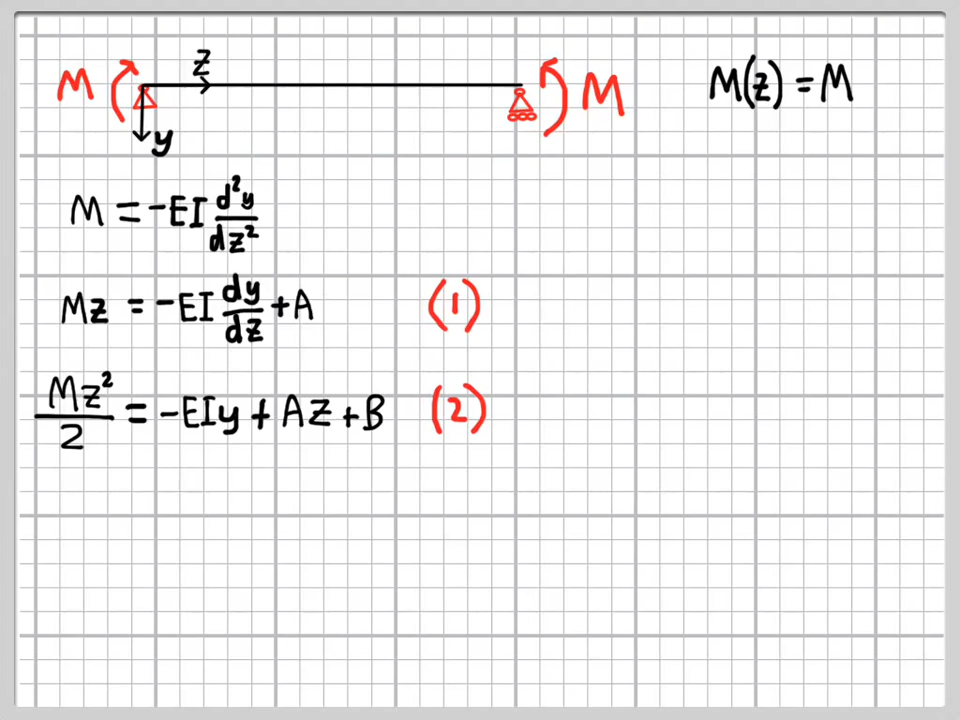 M z M M(z) = M
y
M = -EI d²y/dz²
Mz = -EI dy/dz + A (1)
Mz²/2 = -EIy + Az + B (2)